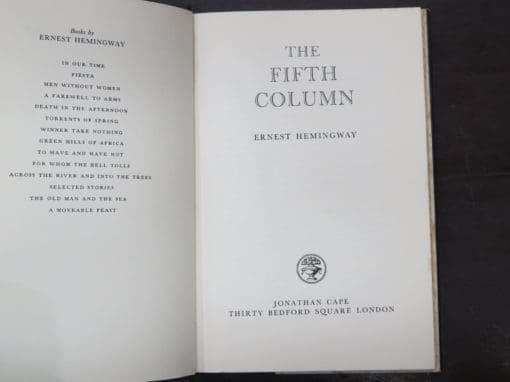 Books by
ERNEST HEMINGWAY
IN OUR TIME
FIESTA
MEN WITHOUT WOMEN
A FAREWELL TO ARMS
DEATH IN THE AFTERNOON
TORRENTS OF SPRING
WINNER TAKE NOTHING
GREEN HILLS OF AFRICA
TO HAVE AND HAVE NOT
FOR WHOM THE BELL TOLLS
ACROSS THE RIVER AND INTO THE TREES
SELECTED STORIES
THE OLD MAN AND THE SEA
A MOVEABLE FEAST
THE
FIFTH
COLUMN
ERNEST HEMINGWAY
JONATHAN CAPE
THIRTY BEDFORD SQUARE LONDON